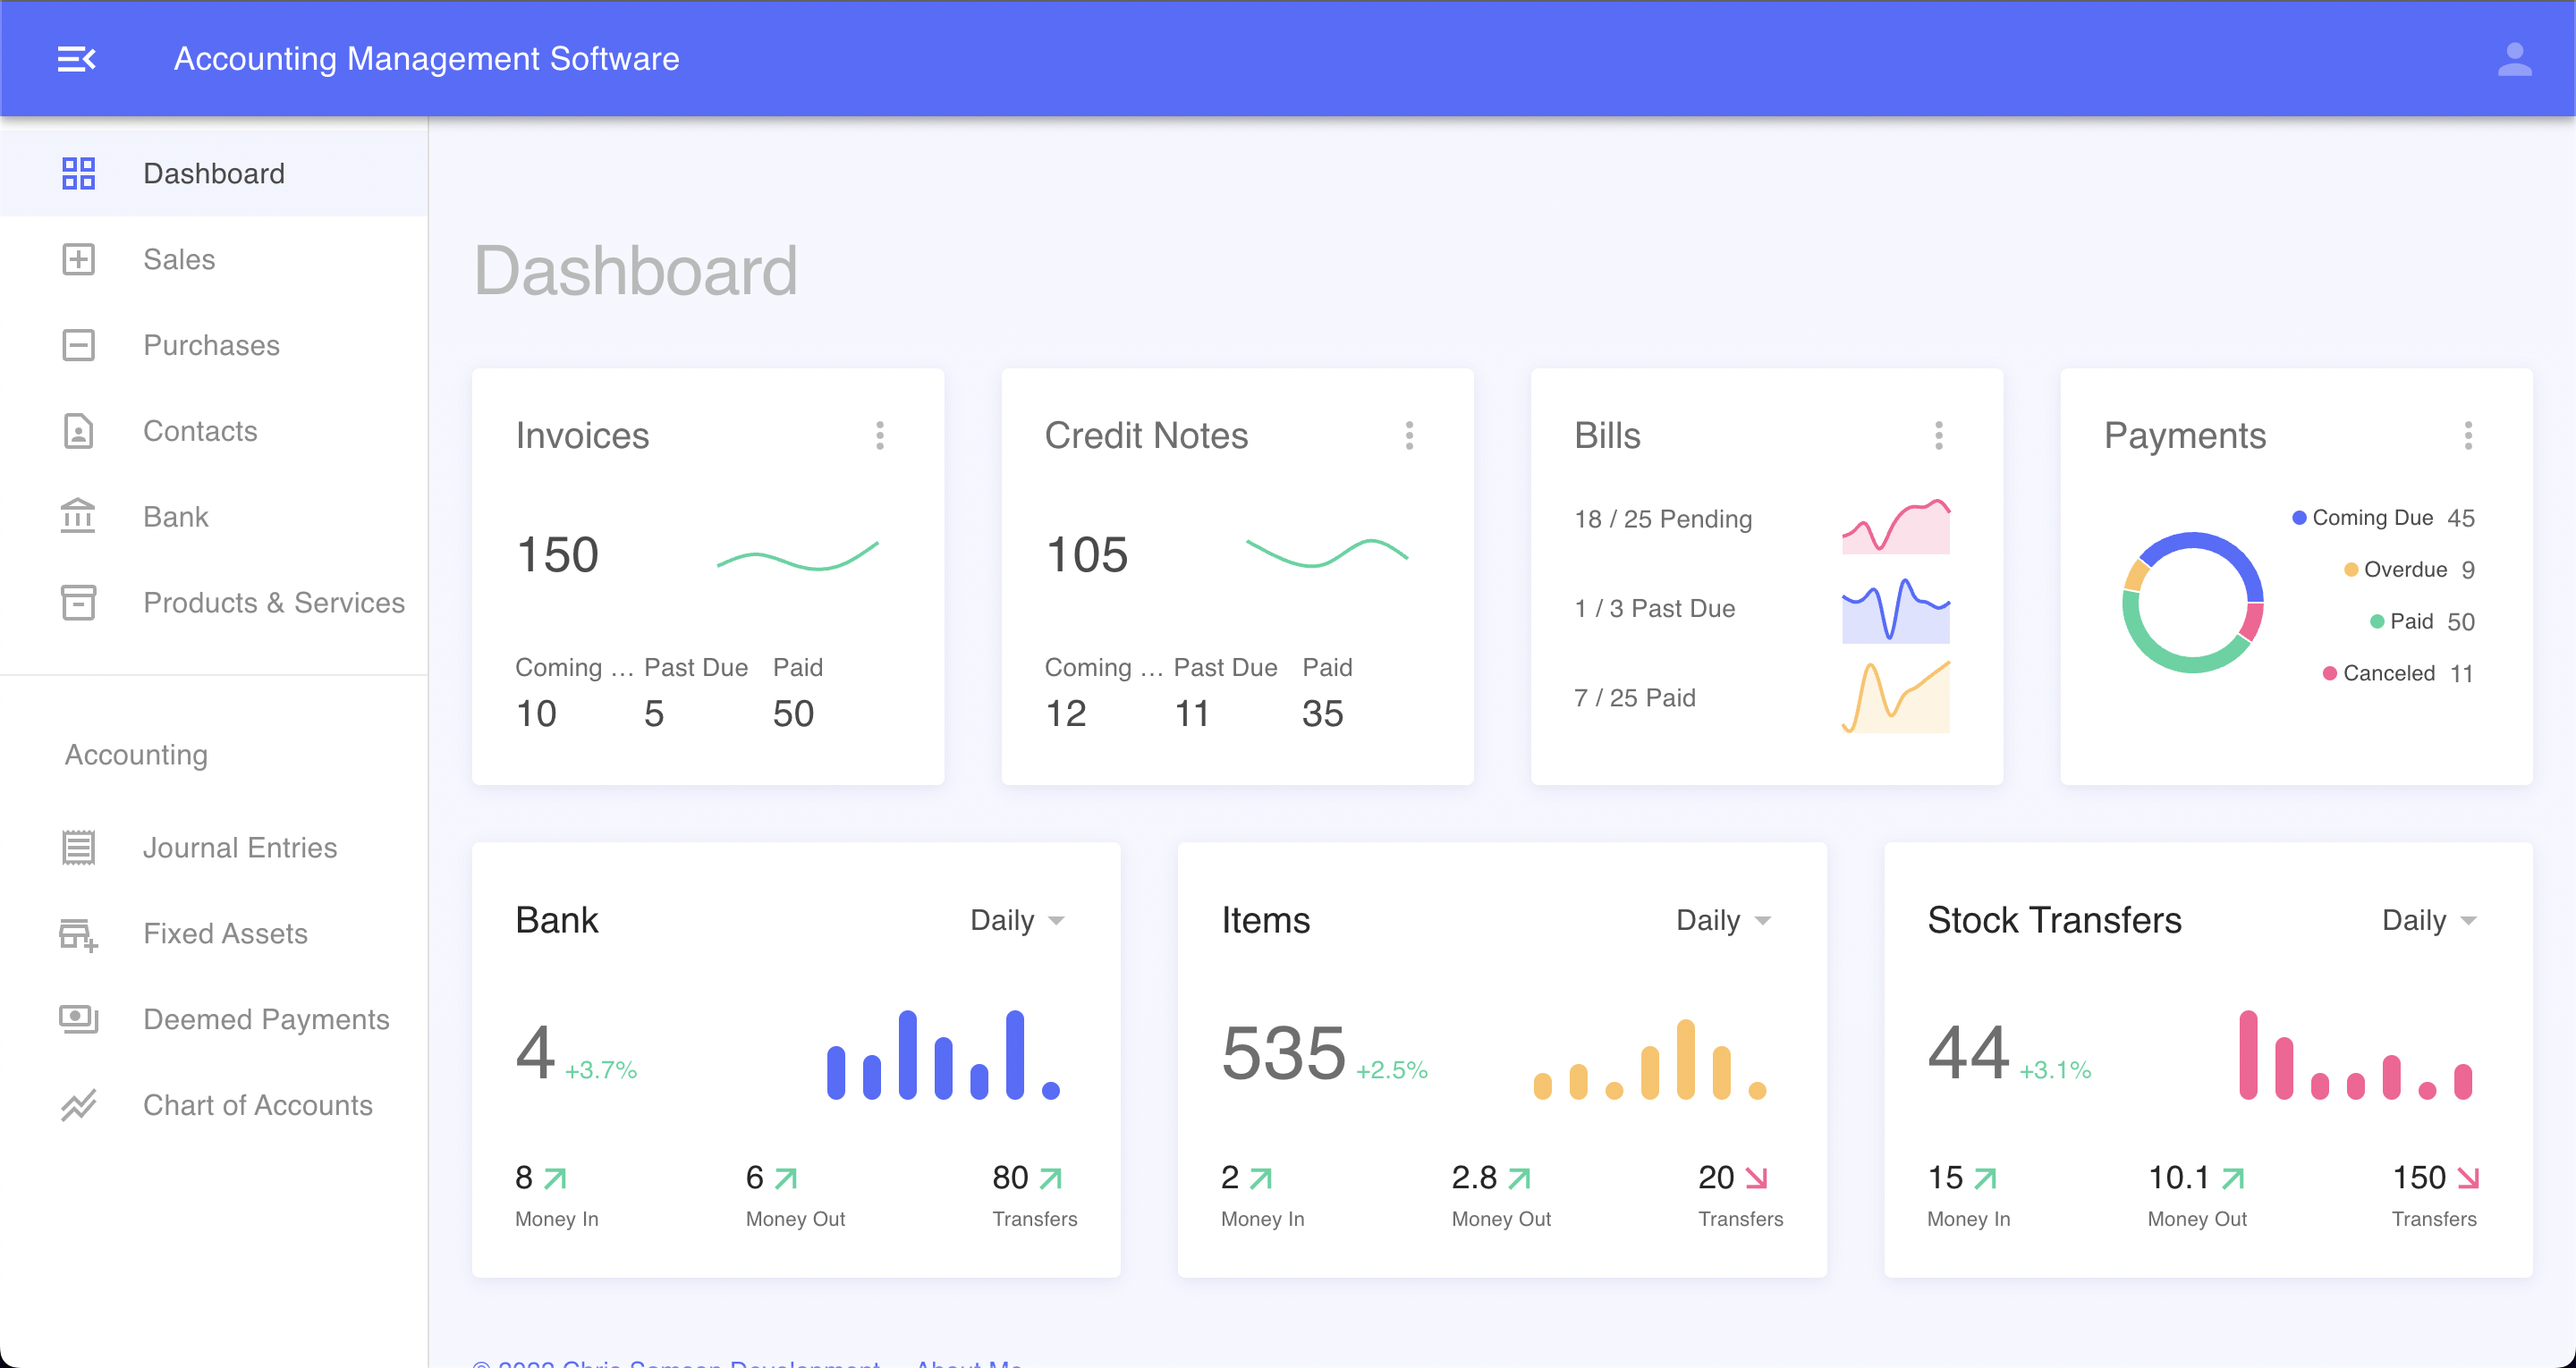 Accounting Management Software
Dashboard
Sales
Purchases
Contacts
Bank
Products & Services
Accounting
Journal Entries
Fixed Assets
Deemed Payments
Chart of Accounts
Dashboard
Invoices
150
Coming ... Past Due Paid
10 5 50
Credit Notes
105
Coming ... Past Due Paid
12 11 35
Bills
18 / 25 Pending
1 / 3 Past Due
7 / 25 Paid
Payments
Coming Due 45
Overdue 9
Paid 50
Canceled 11
Bank Daily
4 +3.7%
8 6 80
Money In Money Out Transfers
Items Daily
535 +2.5%
2 2.8 20
Money In Money Out Transfers
Stock Transfers Daily
44 +3.1%
15 10.1 150
Money In Money Out Transfers
Development About Me